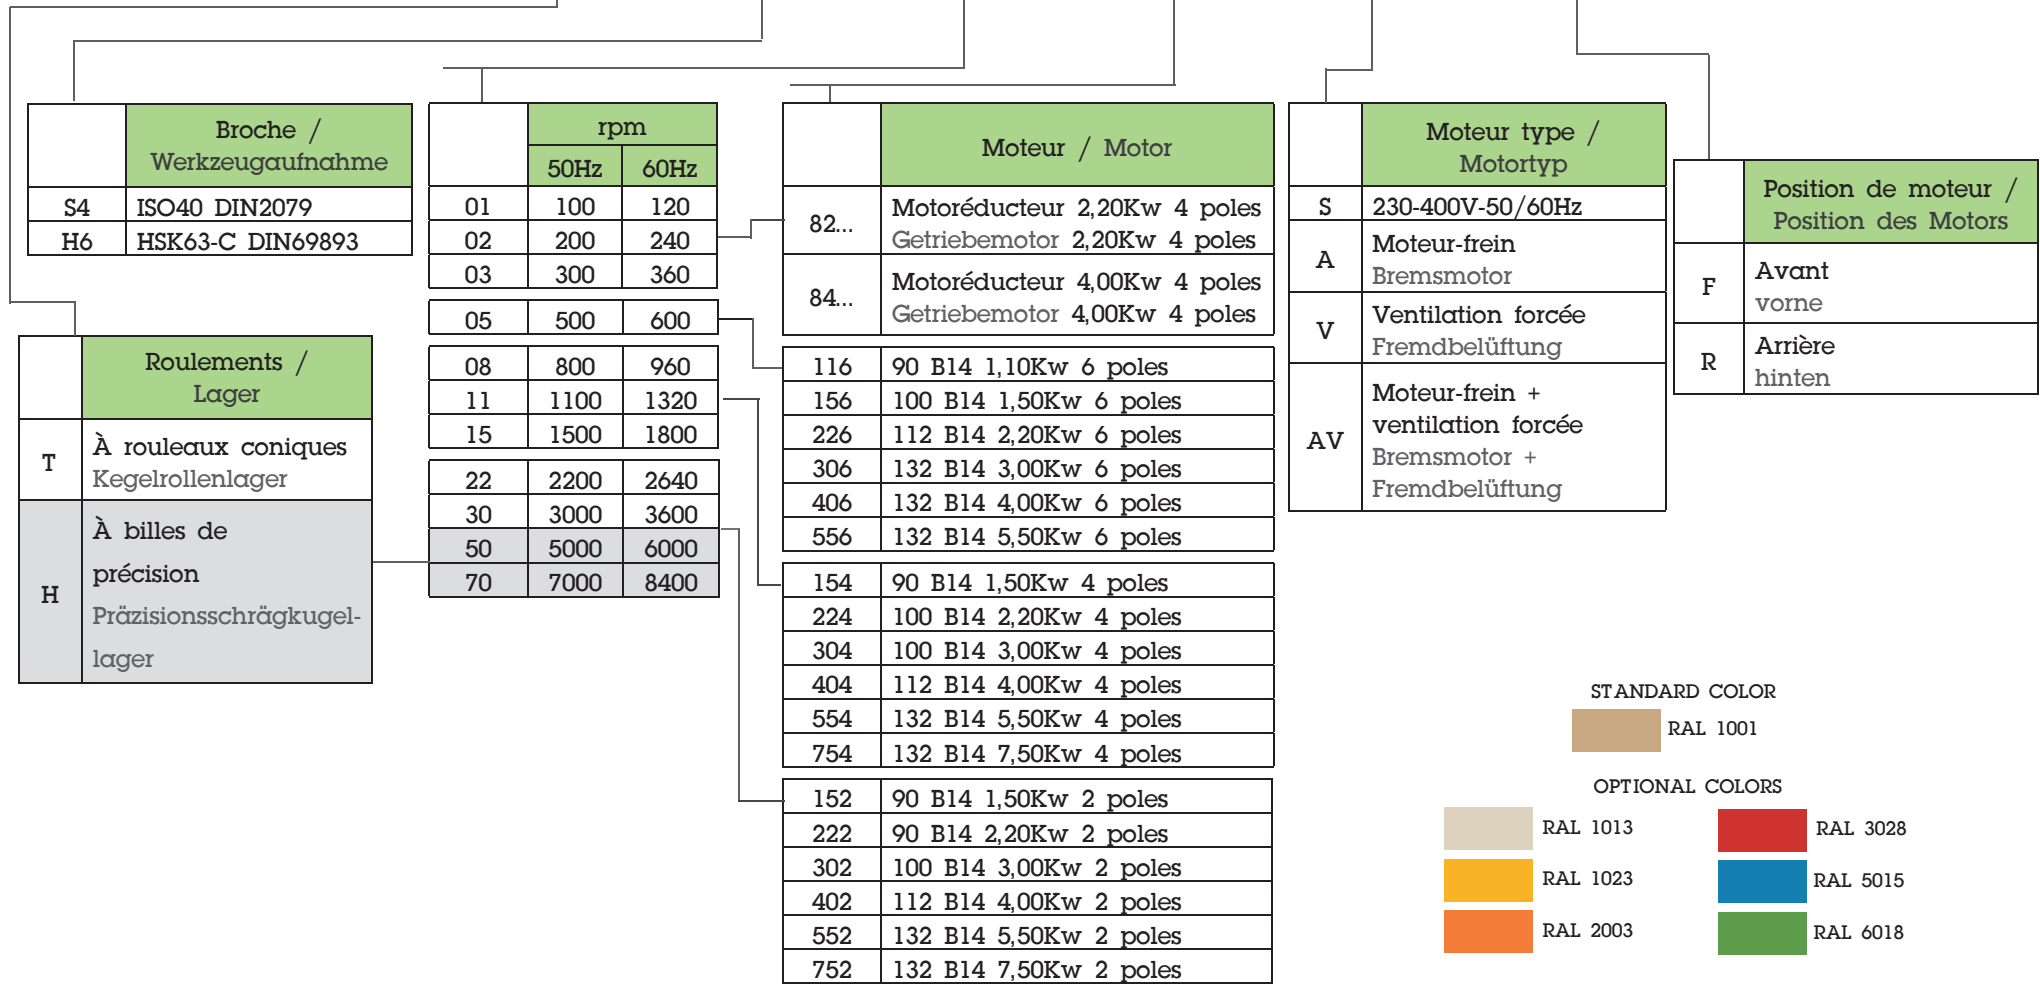 Broche /
Werkzeugaufnahme
S4 ISO40 DIN2079
H6 HSK63-C DIN69893
Roulements /
Lager
T
À rouleaux coniques
Kegelrollenlager
H
À billes de
précision
Präzisionsschrägkugel-
lager
rpm
50Hz 60Hz
01 100 120
02 200 240
03 300 360
05 500 600
08 800 960
11 1100 1320
15 1500 1800
22 2200 2640
30 3000 3600
50 5000 6000
70 7000 8400
Moteur / Motor
82...
Motoréducteur 2,20Kw 4 poles
Getriebemotor 2,20Kw 4 poles
84...
Motoréducteur 4,00Kw 4 poles
Getriebemotor 4,00Kw 4 poles
116 90 B14 1,10Kw 6 poles
156 100 B14 1,50Kw 6 poles
226 112 B14 2,20Kw 6 poles
306 132 B14 3,00Kw 6 poles
406 132 B14 4,00Kw 6 poles
556 132 B14 5,50Kw 6 poles
154 90 B14 1,50Kw 4 poles
224 100 B14 2,20Kw 4 poles
304 100 B14 3,00Kw 4 poles
404 112 B14 4,00Kw 4 poles
554 132 B14 5,50Kw 4 poles
754 132 B14 7,50Kw 4 poles
152 90 B14 1,50Kw 2 poles
222 90 B14 2,20Kw 2 poles
302 100 B14 3,00Kw 2 poles
402 112 B14 4,00Kw 2 poles
552 132 B14 5,50Kw 2 poles
752 132 B14 7,50Kw 2 poles
Moteur type /
Motortyp
S 230-400V-50/60Hz
A
Moteur-frein
Bremsmotor
V
Ventilation forcée
Fremdbelüftung
AV
Moteur-frein +
ventilation forcée
Bremsmotor +
Fremdbelüftung
Position de moteur /
Position des Motors
F
Avant
vorne
R
Arrière
hinten
STANDARD COLOR
RAL 1001
OPTIONAL COLORS
RAL 1013 RAL 3028
RAL 1023 RAL 5015
RAL 2003 RAL 6018